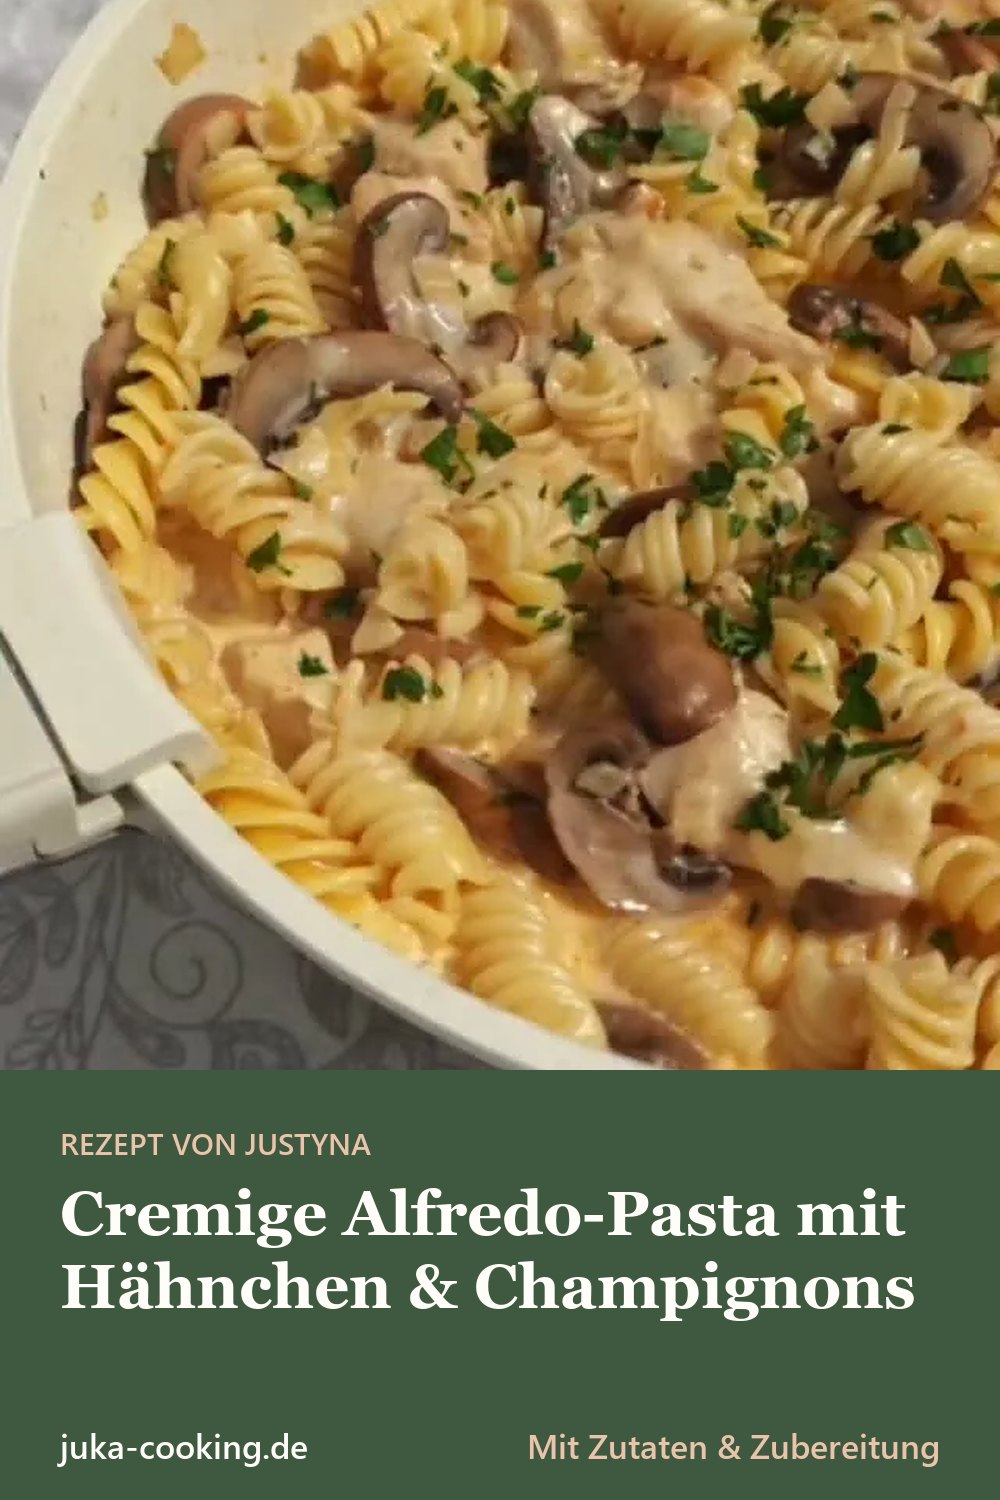 REZEPT VON JUSTYNA
Cremige Alfredo-Pasta mit
Hähnchen & Champignons
juka-cooking.de
Mit Zutaten & Zubereitung